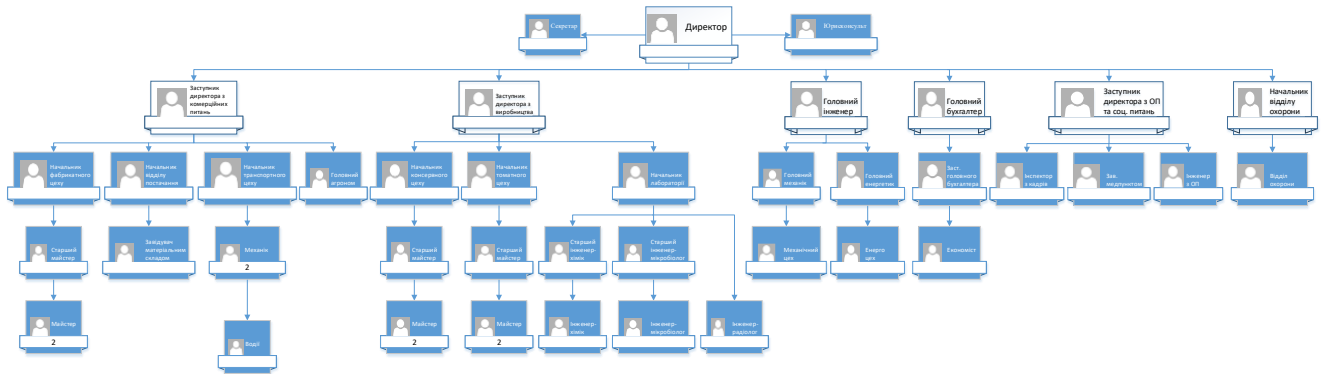 Секретар
Директор
Юрисконсульт
Заступник
директора з
комерційних
питань
Заступник
директора з
виробництва
Головний
інженер
Головний
бухгалтер
Заступник
директора з ОП
та соц. питань
Начальник
відділу
охорони
Начальник
фабрикатного
цеху
Начальник
відділу
постачання
Начальник
транспортного
цеху
Головний
агроном
Начальник
консервного
цеху
Начальник
томатного
цеху
Начальник
лабораторії
Головний
механік
Головний
енергетик
Заст.
головного
бухгалтера
Інспектор
з кадрів
Зав.
медпунктом
Інженер
з ОП
Відділ
охорони
Старший
майстер
Завідувач
матеріальним
складом
Механік
2
Старший
майстер
Старший
майстер
Старший
інженер-
хімік
Старший
інженер-
мікробіолог
Механічний
цех
Енерго
цех
Економіст
Майстер
2
Водії
Майстер
2
Майстер
2
Інженер-
хімік
Інженер-
мікробіолог
Інженер-
радіолог